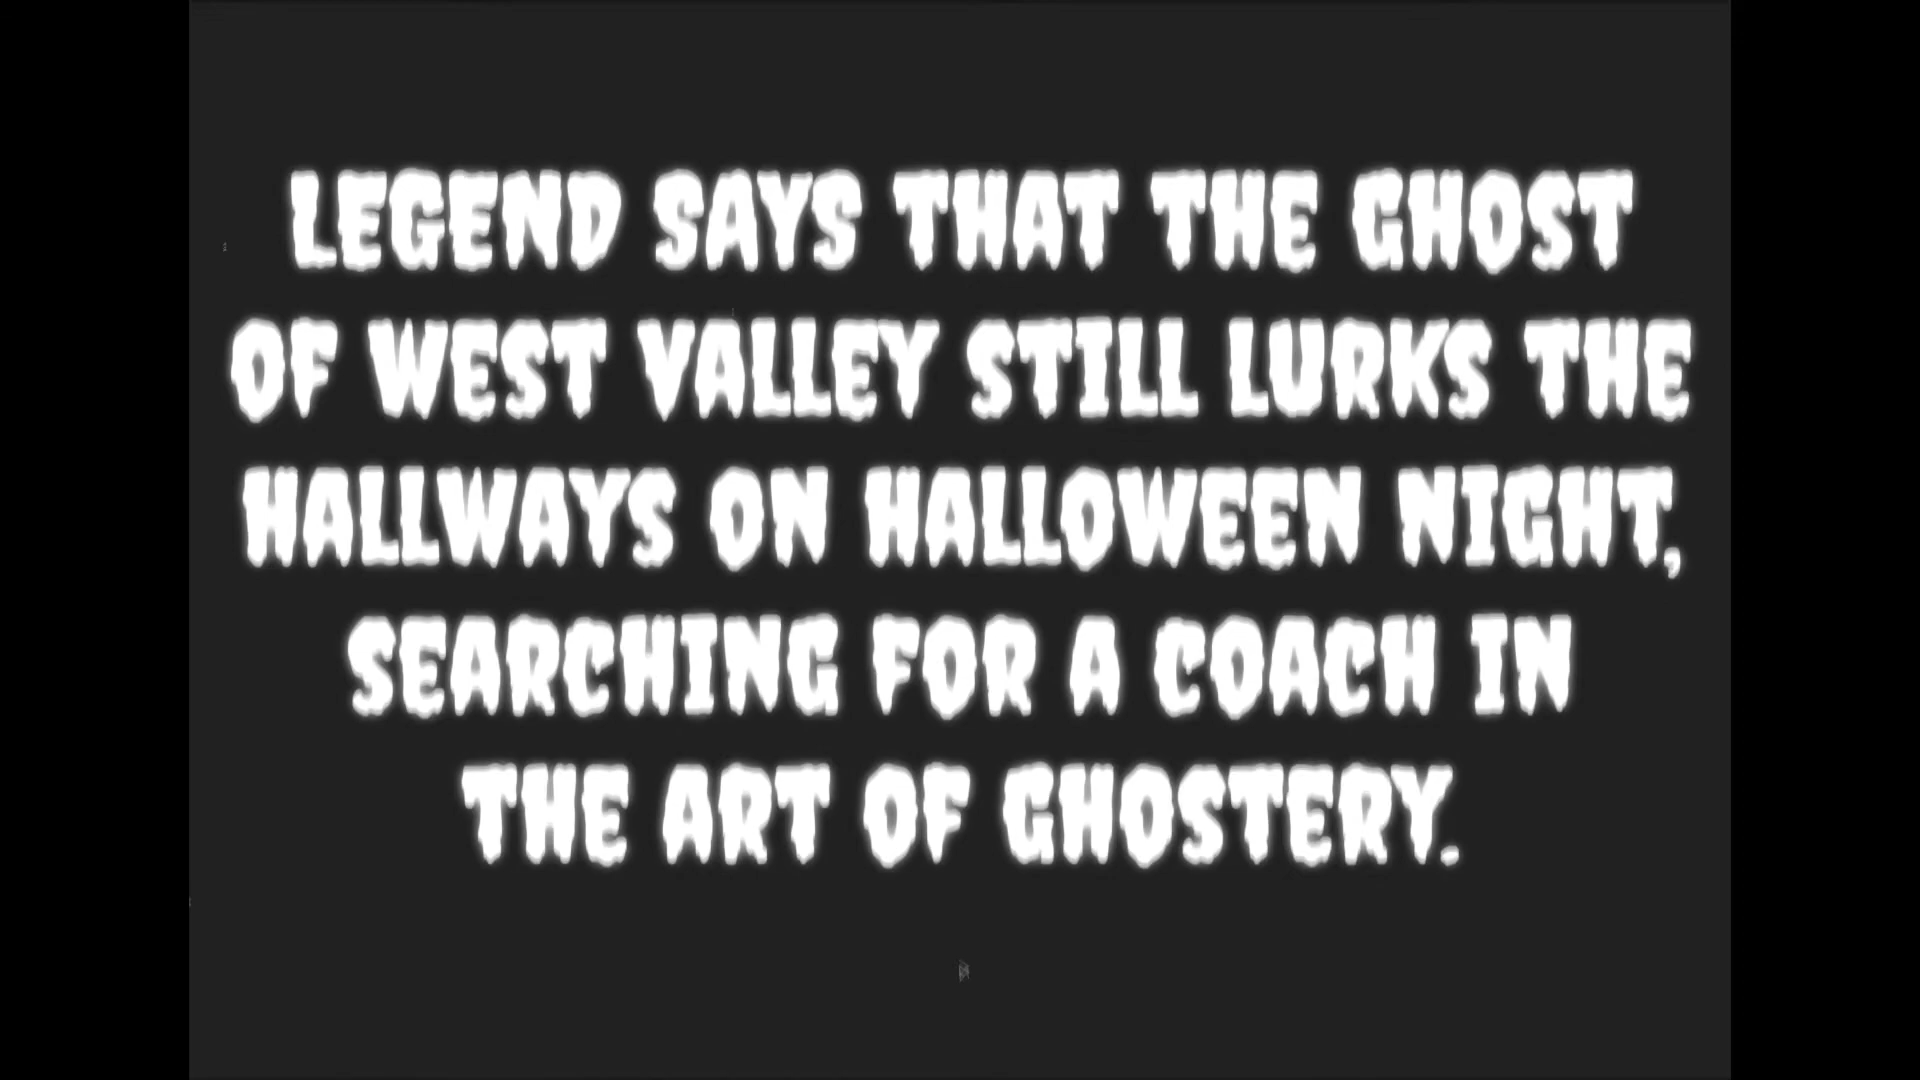 LEGEND SAYS THAT THE GHOST
OF WEST VALLEY STILL LURKS THE
HALLWAYS ON HALLOWEEN NIGHT,
SEARCHING FOR A COACH IN
THE ART OF GHOSTERY.